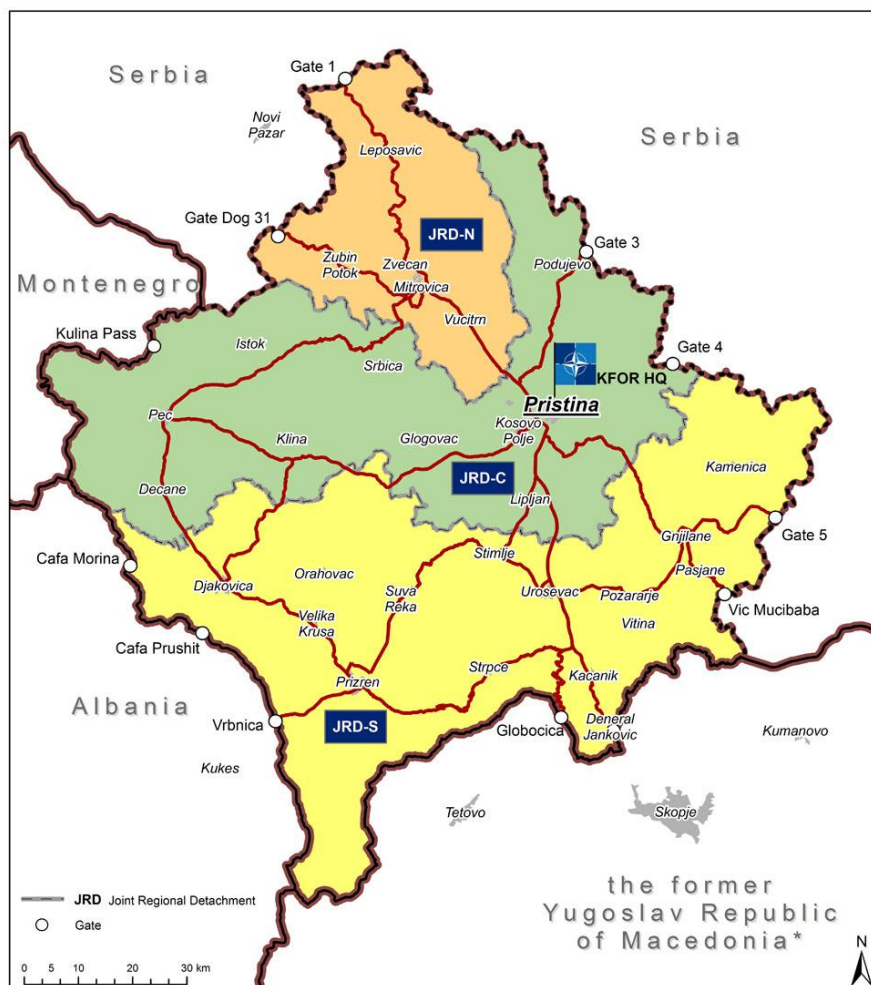 Gate 1
Serbia
Novi
Pazar
Serbia
Leposavic
Gate Dog 31
JRD-N
Gate 3
Zubin
Potok
Zvecan
Podujevo
Montenegro
Mitrovica
Kulina Pass
Istok
Vucitrn
Gate 4
Srbica
KFOR HQ
Pristina
Pec
Kosovo
Polje
Klina
Glogovac
Kamenica
Decane
JRD-C
Lipljan
Gate 5
Gnjilane
Cafa Morina
Stimlje
Pasjane
Djakovica
Orahovac
Suva
Reka
Urosevac
Pozararje
Vic Mucibaba
Velika
Krusa
Vitina
Cafa Prushit
Strpce
Kacanik
Prizren
Albania
Vrbnica
JRD-S
Globocica
Deneral
Jankovic
Kumanovo
Kukes
Tetovo
Skopje
the former
Yugoslav Republic
of Macedonia*
JRD Joint Regional Detachment
Gate
0 5 10 20 30 km
N